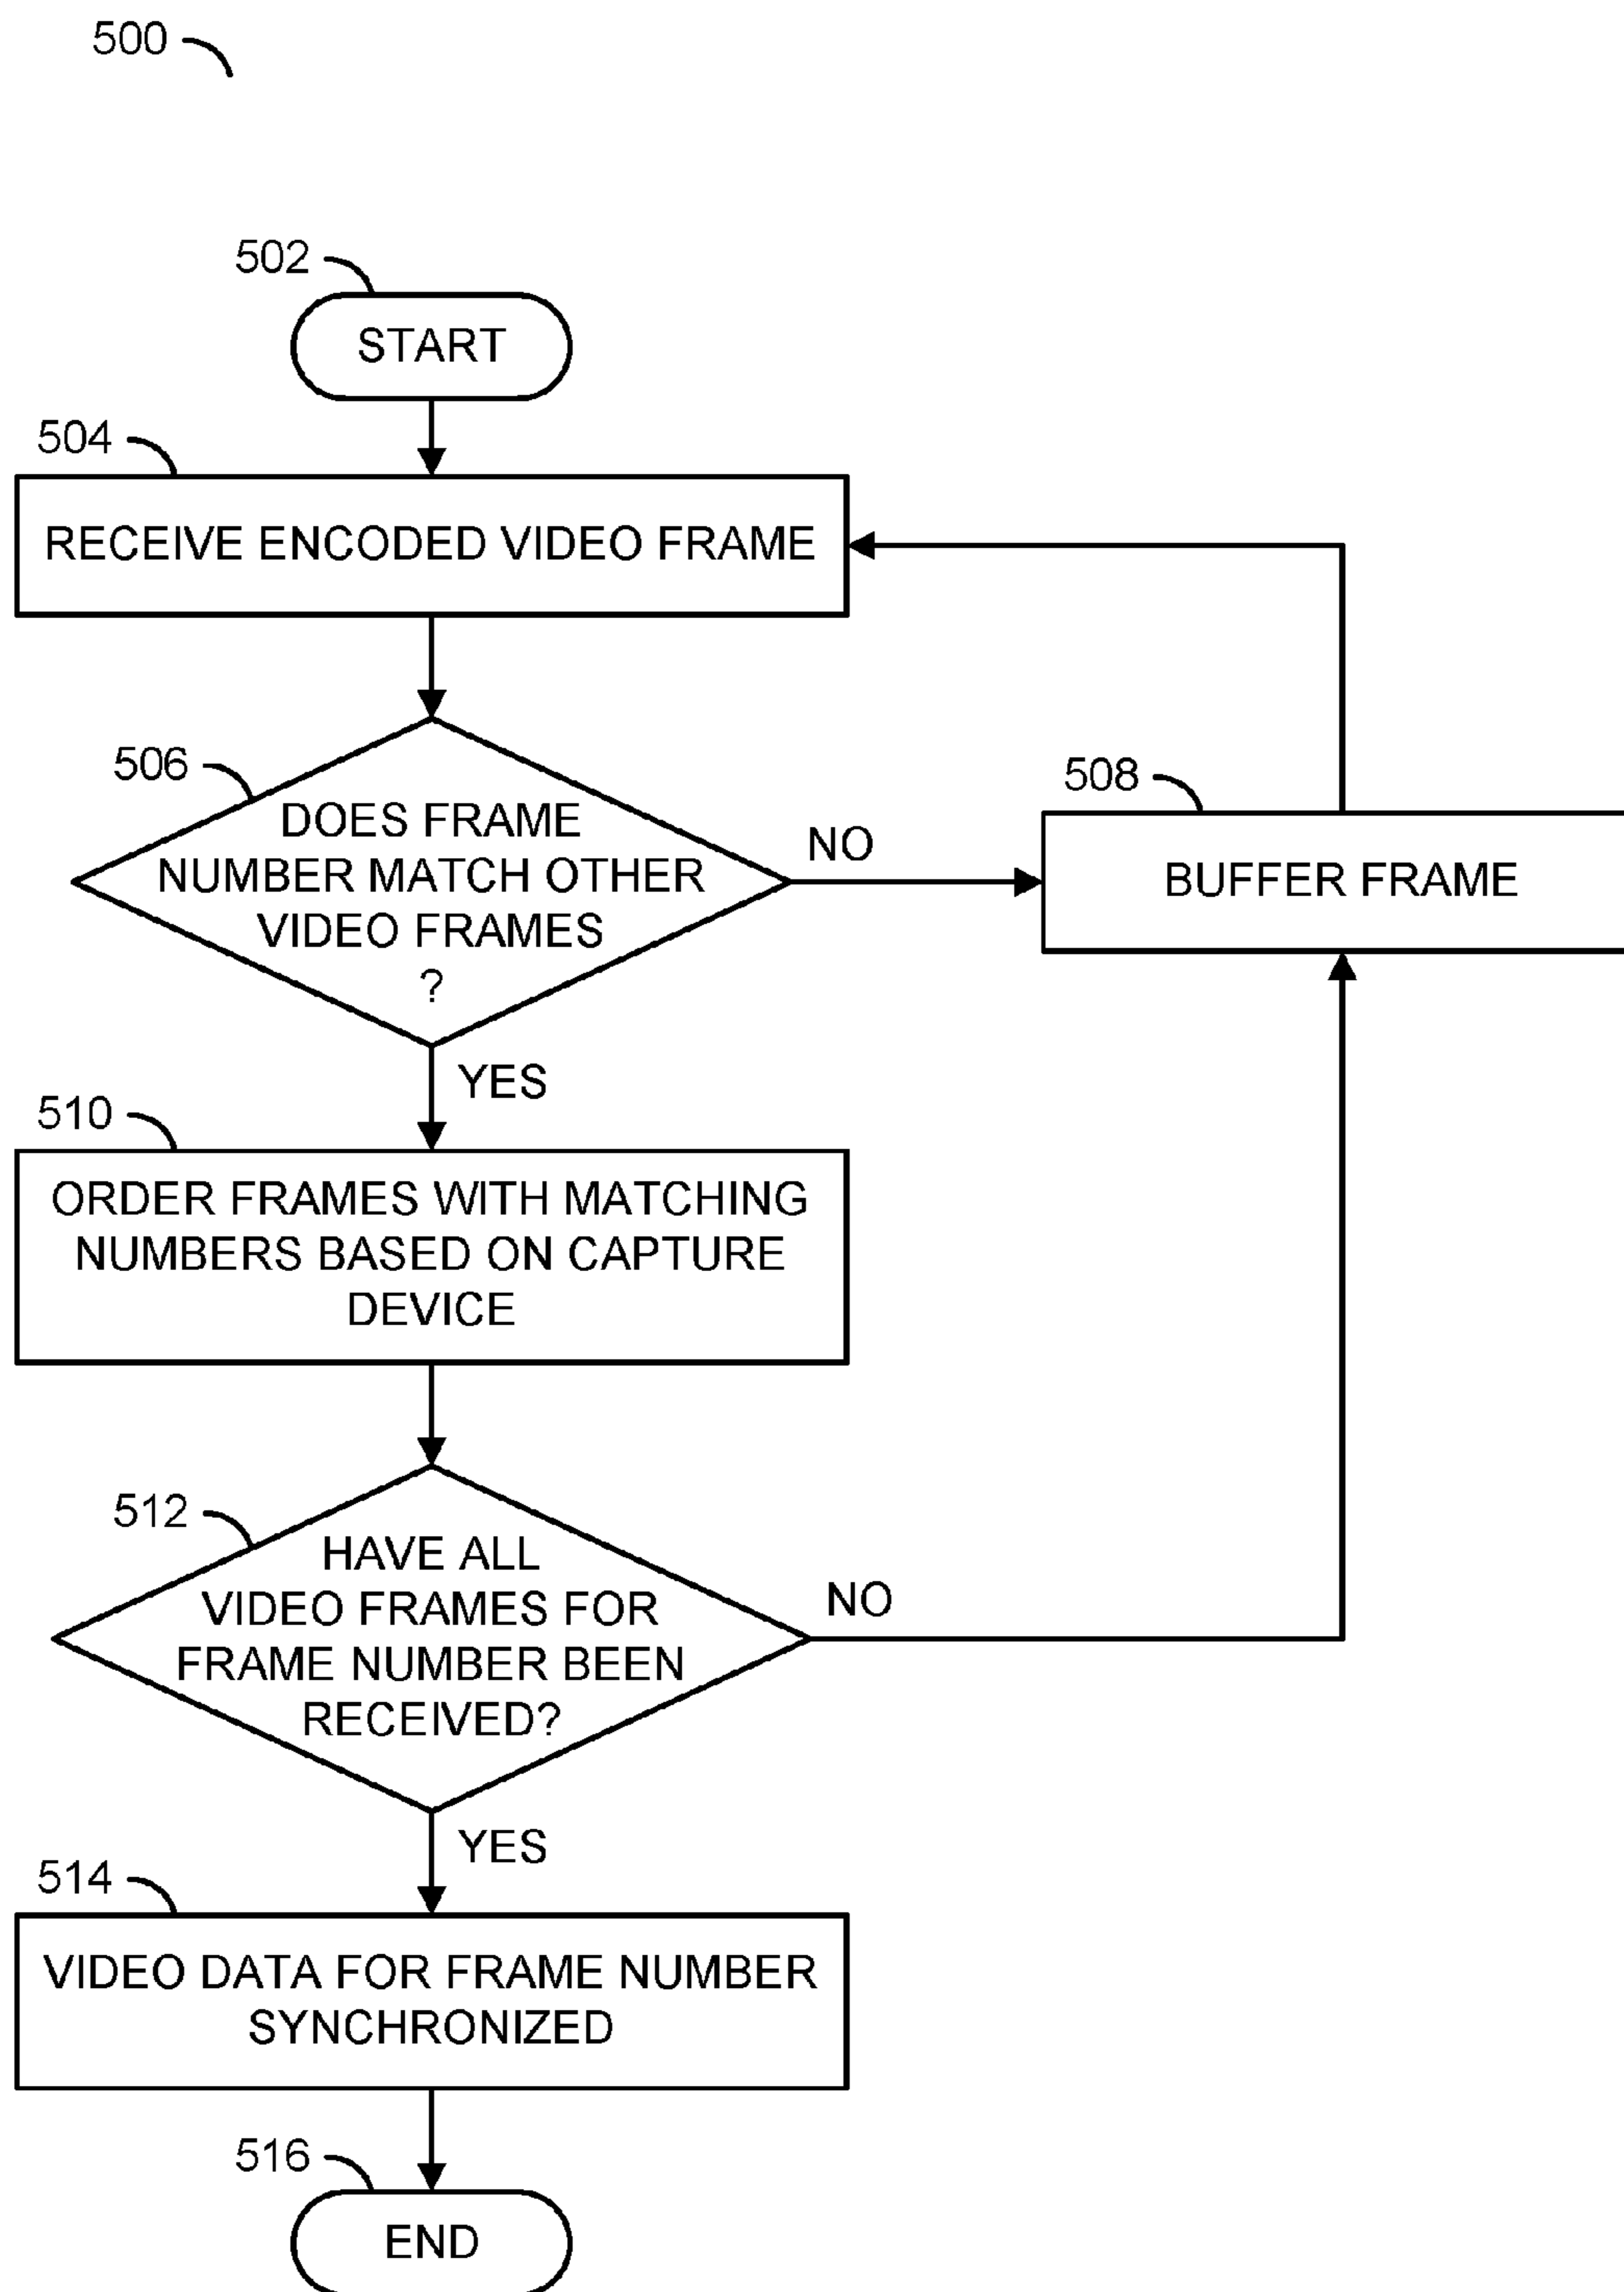 500
502
START
504
RECEIVE ENCODED VIDEO FRAME
506
DOES FRAME
NUMBER MATCH OTHER
VIDEO FRAMES
?
NO
508
BUFFER FRAME
YES
510
ORDER FRAMES WITH MATCHING
NUMBERS BASED ON CAPTURE
DEVICE
512
HAVE ALL
VIDEO FRAMES FOR
FRAME NUMBER BEEN
RECEIVED?
NO
YES
514
VIDEO DATA FOR FRAME NUMBER
SYNCHRONIZED
516
END